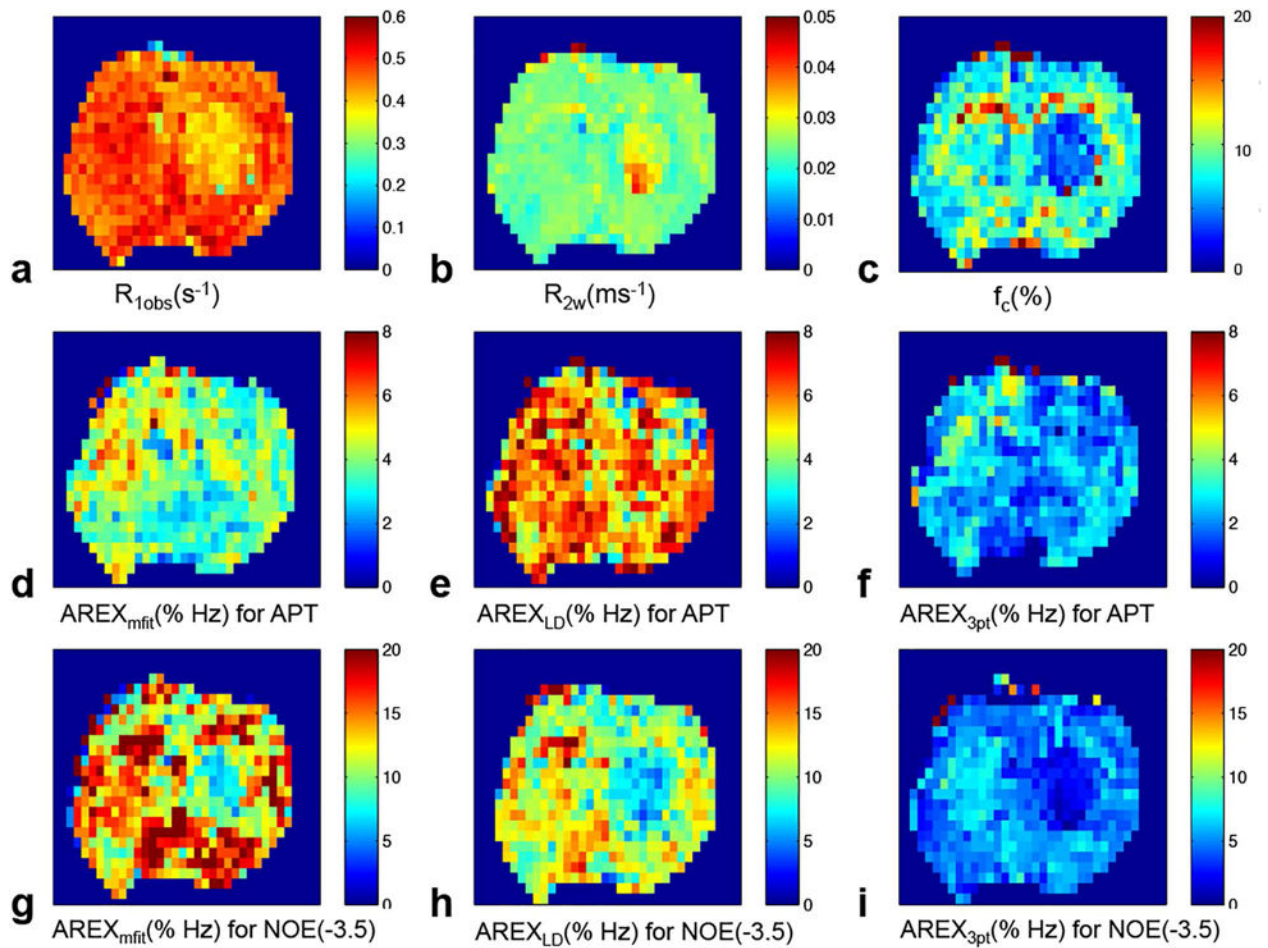 0.6
0.5
0.4
0.3
0.2
0.1
0
a
R1obs(s-1)
0.05
0.04
0.03
0.02
0.01
0
b
R2w(ms-1)
20
10
0
c
fc(%)
8
6
4
2
0
d
AREXmfit(% Hz) for APT
8
6
4
2
0
e
AREXLD(% Hz) for APT
8
6
4
2
0
f
AREX3pt(% Hz) for APT
20
15
10
5
0
g
AREXmfit(% Hz) for NOE(-3.5)
20
15
10
5
0
h
AREXLD(% Hz) for NOE(-3.5)
20
15
10
5
0
i
AREX3pt(% Hz) for NOE(-3.5)